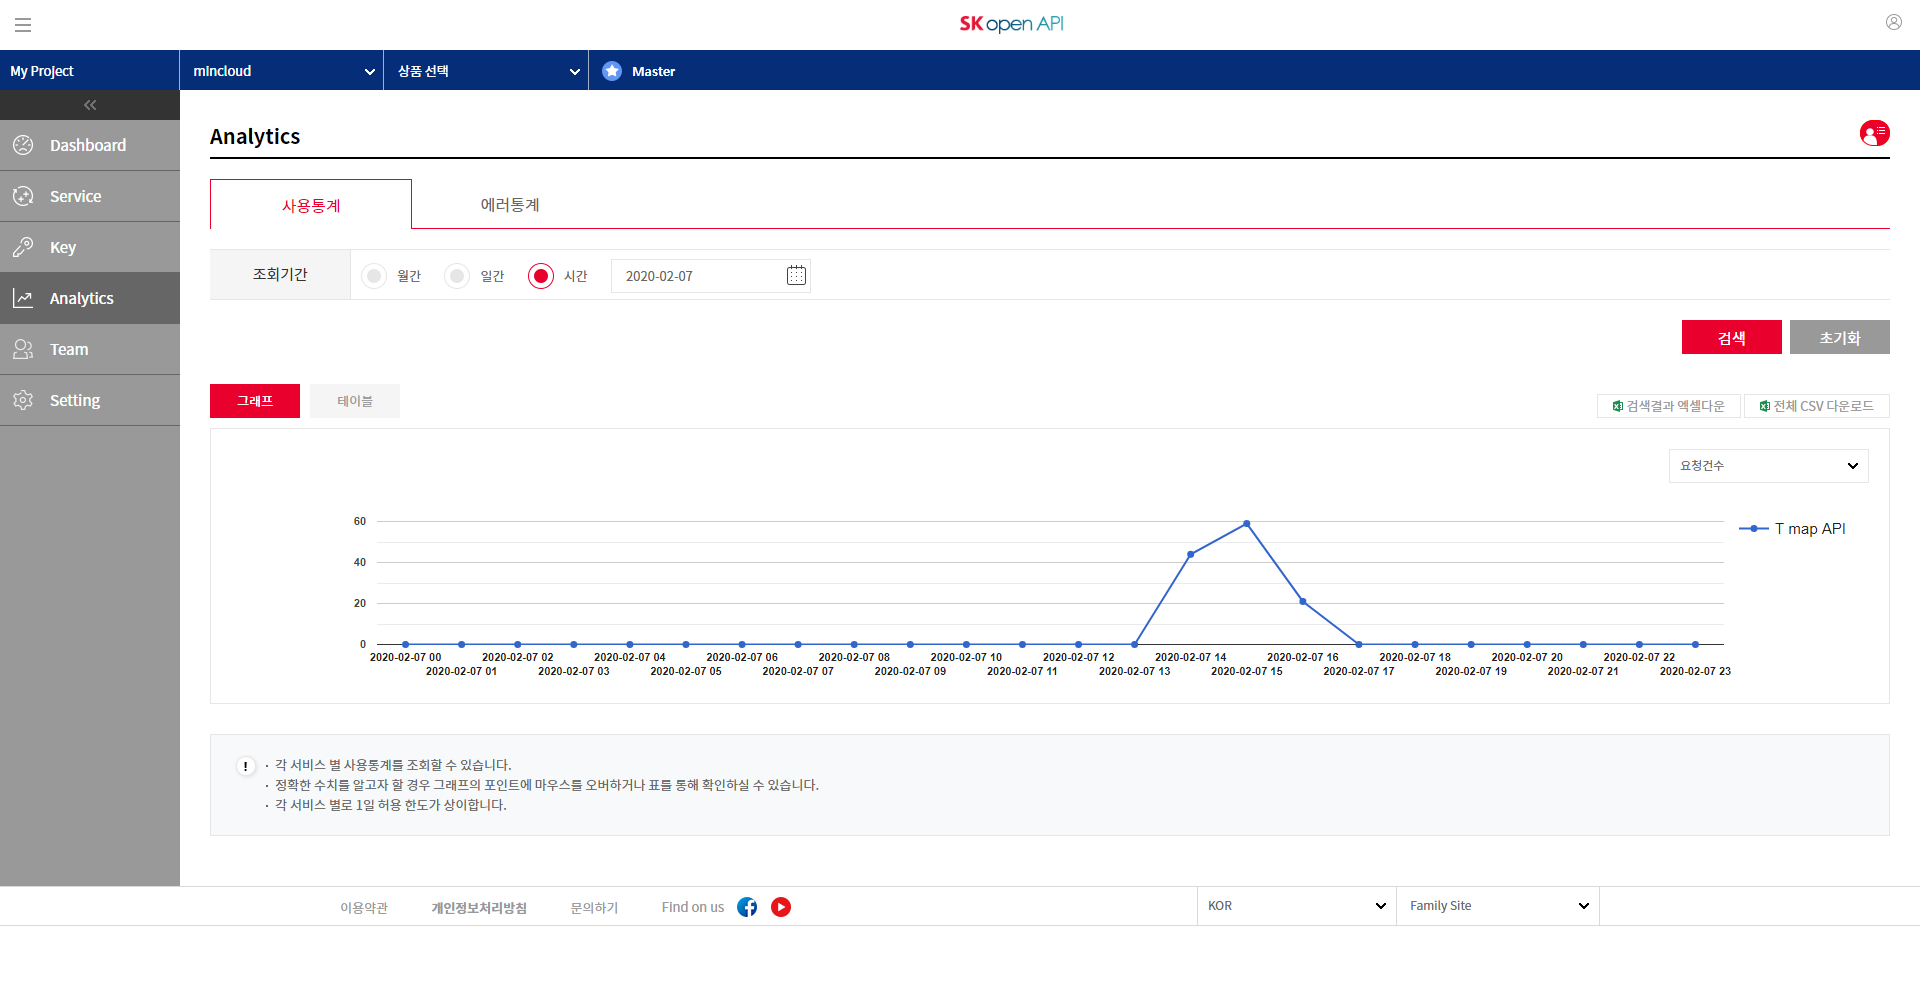 SK open API
My Project
mincloud
상품 선택
Master
Dashboard
Service
Key
Analytics
Team
Setting
Analytics
사용통계
에러통계
조회기간
월간
일간
시간
2020-02-07
검색
초기화
그래프
테이블
검색결과 엑셀다운
전체 CSV 다운로드
요청건수
60
40
20
0
T map API
2020-02-07 00
2020-02-07 01
2020-02-07 02
2020-02-07 03
2020-02-07 04
2020-02-07 05
2020-02-07 06
2020-02-07 07
2020-02-07 08
2020-02-07 09
2020-02-07 10
2020-02-07 11
2020-02-07 12
2020-02-07 13
2020-02-07 14
2020-02-07 15
2020-02-07 16
2020-02-07 17
2020-02-07 18
2020-02-07 19
2020-02-07 20
2020-02-07 21
2020-02-07 22
2020-02-07 23
! · 각 서비스 별 사용통계를 조회할 수 있습니다.
· 정확한 수치를 알고자 할 경우 그래프의 포인트에 마우스를 오버하거나 표를 통해 확인하실 수 있습니다.
· 각 서비스 별로 1일 허용 한도가 상이합니다.
이용약관
개인정보처리방침
문의하기
Find on us
KOR
Family Site